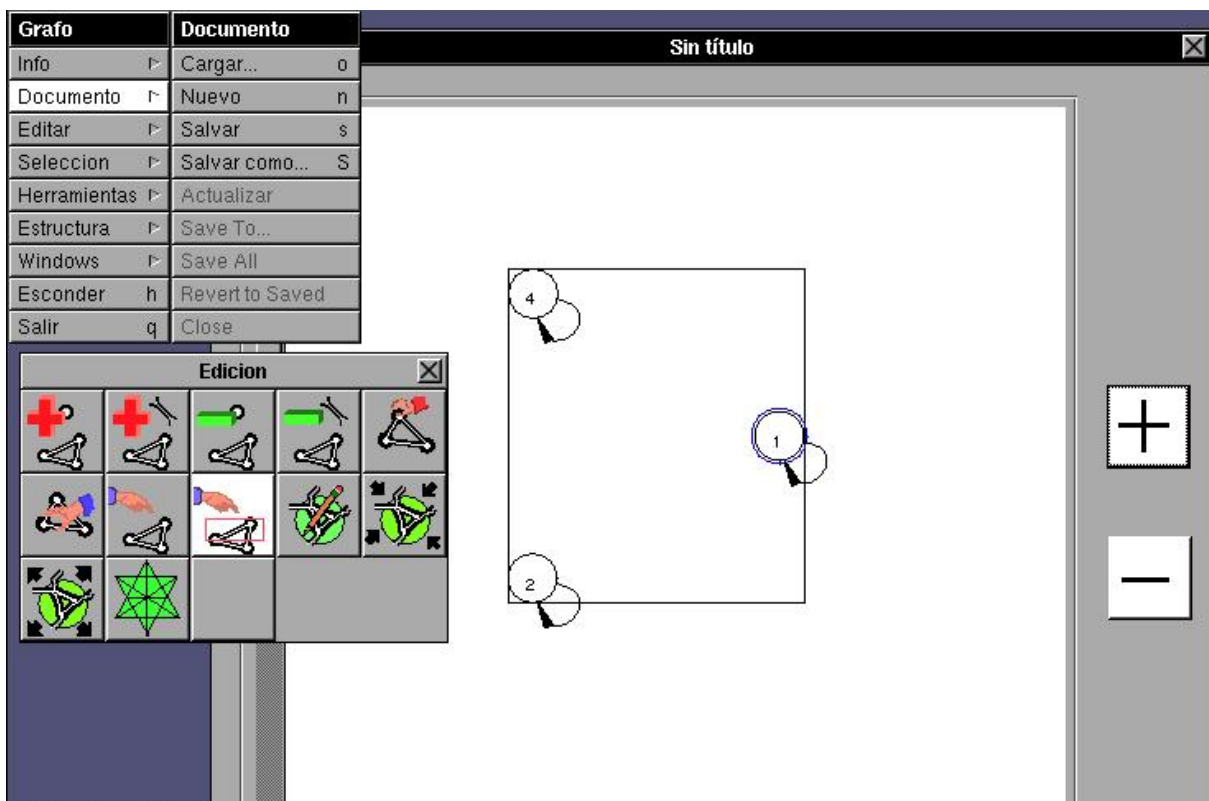 Grafo
Info
Documento
Editar
Seleccion
Herramientas
Estructura
Windows
Esconder h
Salir q
Documento
Cargar... o
Nuevo n
Salvar s
Salvar como... S
Actualizar
Save To...
Save All
Revert to Saved
Close
Sin título
Edicion
4
1
2